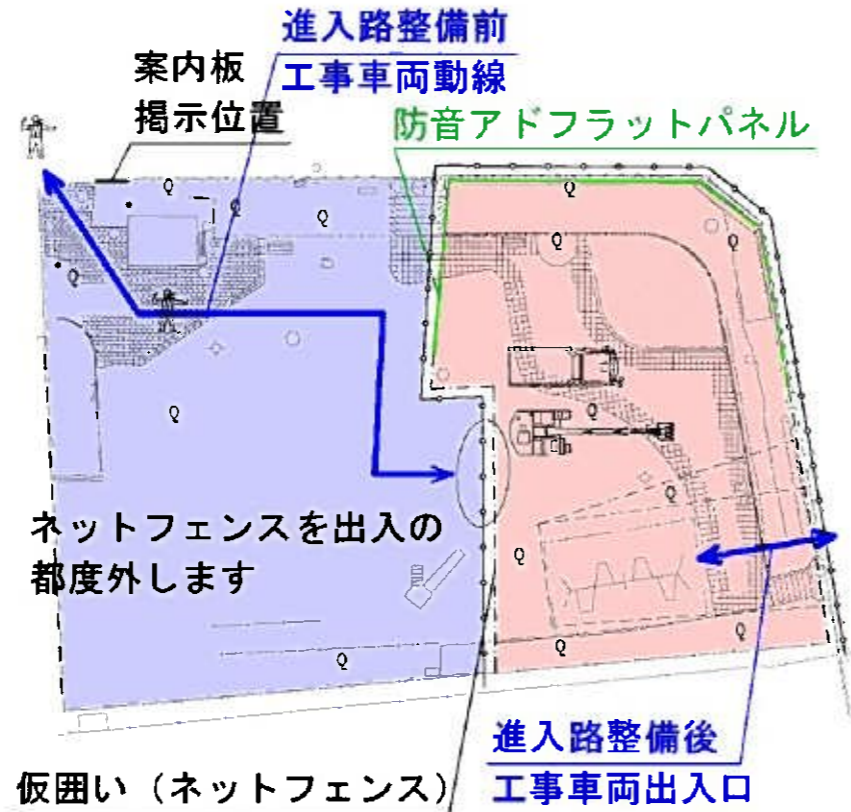 進入路整備前
工事車両動線
案内板
掲示位置
防音アドフラットパネル
Q
Q
Q
Q
Q
Q
Q
Q
Q
Q
ネットフェンスを出入の
都度外します
Q
Q
Q
Q
進入路整備後
工事車両出入口
仮囲い（ネットフェンス）